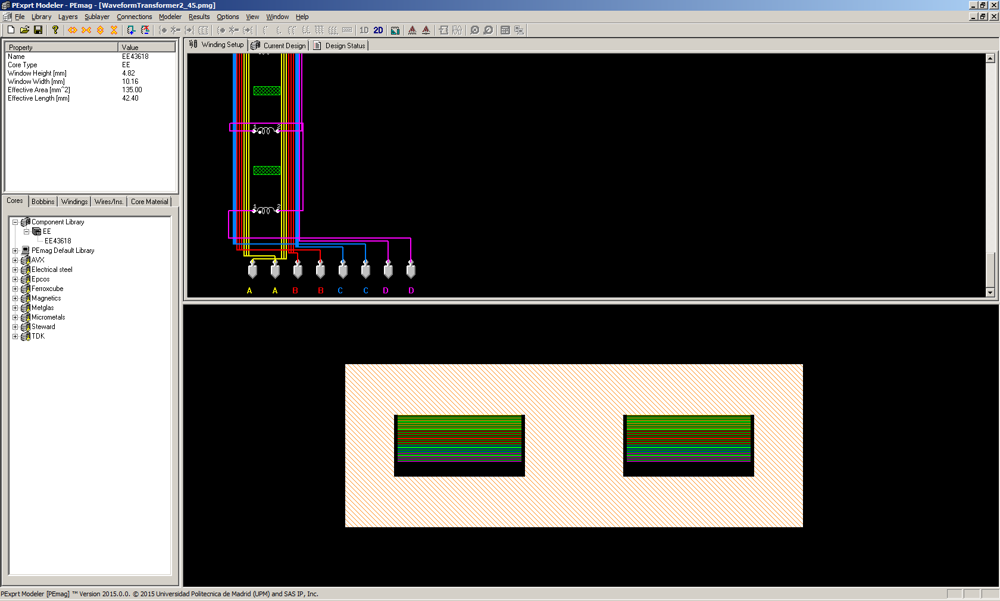 PExprt Modeler - PEmag - [WaveformTransformer2_45.pmg]
File Library Layers Sublayer Connections Modeler Results Options View Window Help
1D 2D
Property Value
Name EE43618
Core Type EE
Window Height [mm] 4.82
Window Width [mm] 10.16
Effective Area [mm^2] 135.00
Effective Length [mm] 42.40
Cores Bobbins Windings Wires/Ins. Core Material
Component Library
EE
EE43618
PEmag Default Library
AVX
Electrical steel
Epcos
Ferroxcube
Magnetics
Metglas
Micrometals
Steward
TDK
Winding Setup Current Design Design Status
1 2
1 2
A A B B C C D D
PExprt Modeler [PEmag] ™ Version 2015.0.0. © 2015 Universidad Politecnica de Madrid (UPM) and SAS IP, Inc.